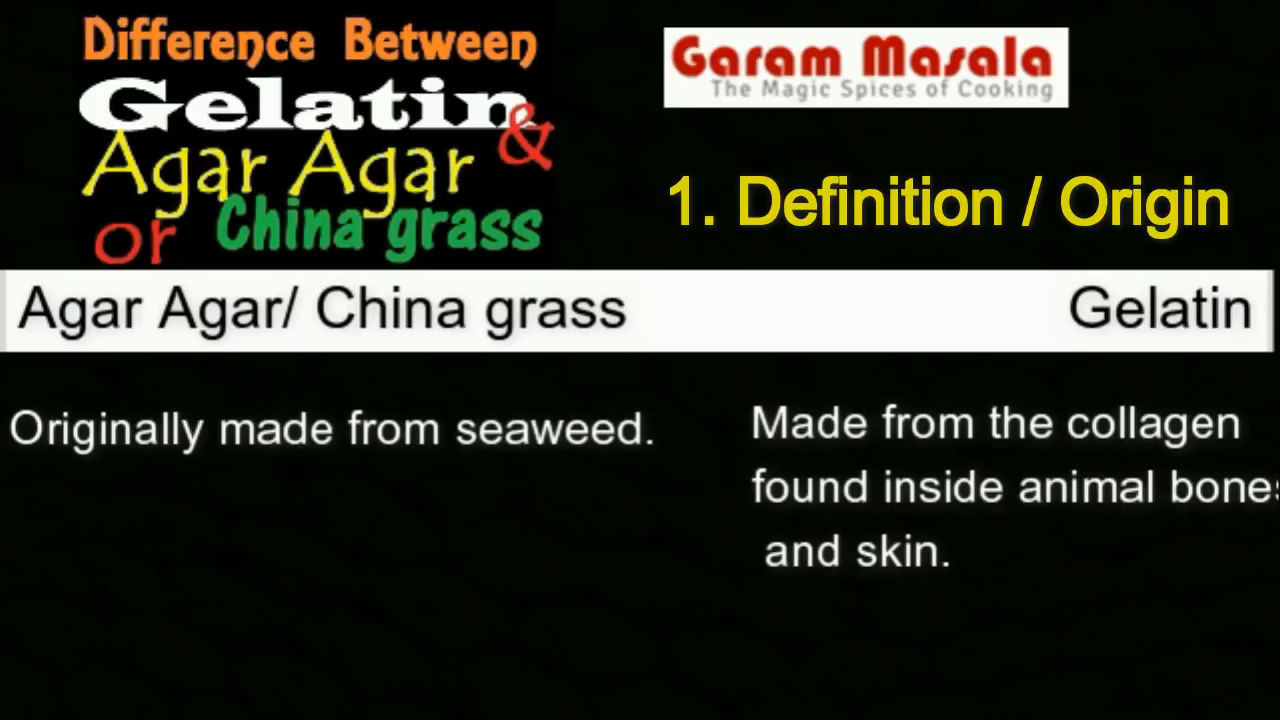 Difference Between
Gelatin &
Agar Agar
or China grass
Garam Masala
The Magic Spices of Cooking
1. Definition / Origin
Agar Agar/ China grass
Gelatin
Originally made from seaweed.
Made from the collagen
found inside animal bones
and skin.